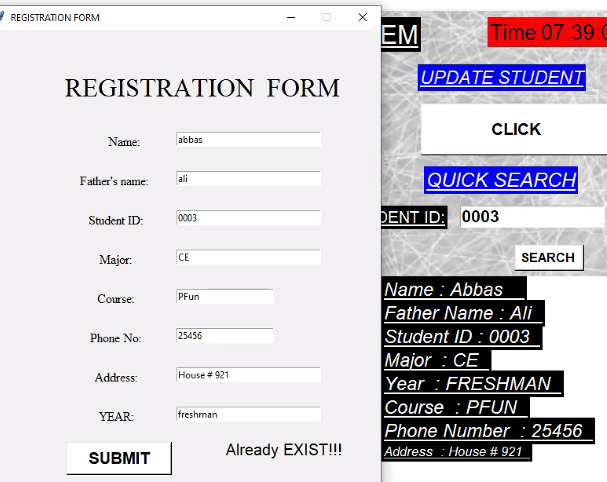 REGISTRATION FORM
REGISTRATION FORM
Name: abbas
Father's name: ali
Student ID: 0003
Major: CE
Course: PFun
Phone No: 25456
Address: House # 921
YEAR: freshman
SUBMIT
Already EXIST!!!
EM
Time 07:39:0
UPDATE STUDENT
CLICK
QUICK SEARCH
DENT ID: 0003
SEARCH
Name : Abbas
Father Name : Ali
Student ID : 0003
Major : CE
Year : FRESHMAN
Course : PFUN
Phone Number : 25456
Address : House # 921